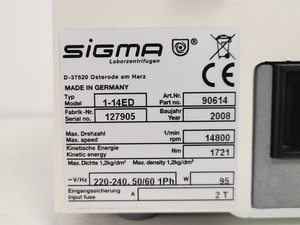 sigma
Laborzentrifugen
D-37520 Osterode am Harz
MADE IN GERMANY
Typ Model 1-14ED Art.Nr. Part no. 90614
Fabrik-Nr. Serial no. 127905 Baujahr Year 2008
Max. Drehzahl Max. speed 1/min rpm 14800
Kinetische Energie Kinetic energy Nm 1721
Max. Dichte 1,2kg/dm³ Max. density 1,2kg/dm³
~V/Hz 220-240, 50/60 1Ph W 95
Eingangssicherung Input fuse A 2 T